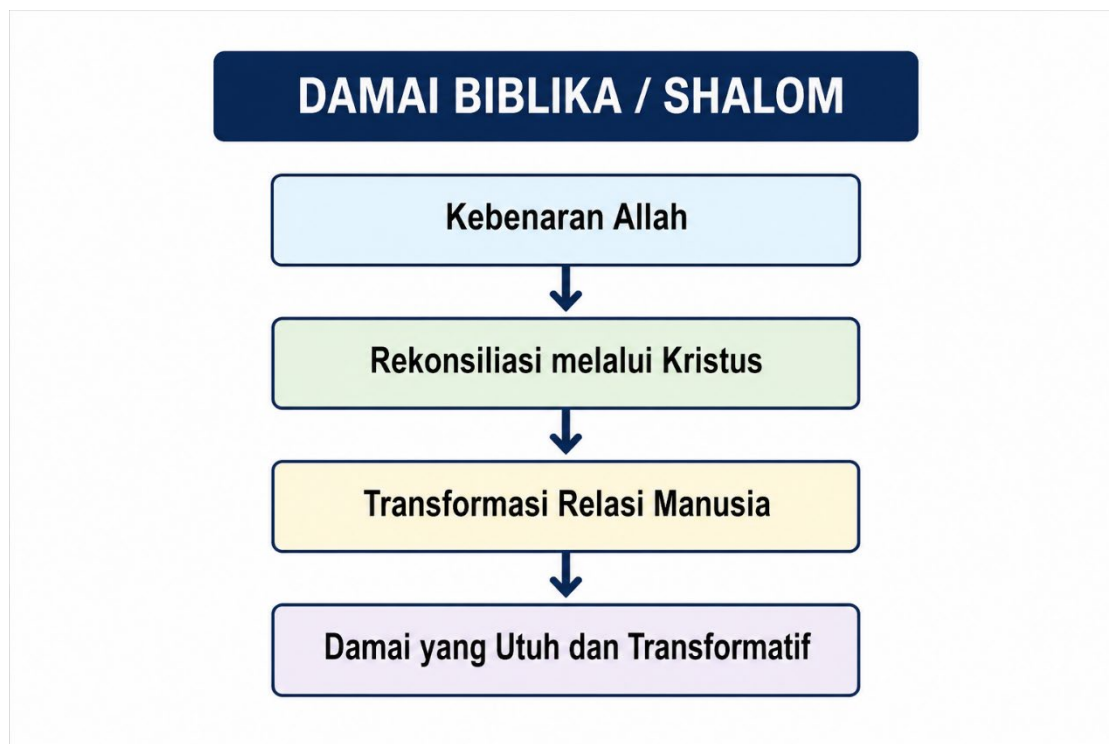 DAMAI BIBLIKA / SHALOM
Kebenaran Allah
Rekonsiliasi melalui Kristus
Transformasi Relasi Manusia
Damai yang Utuh dan Transformatif